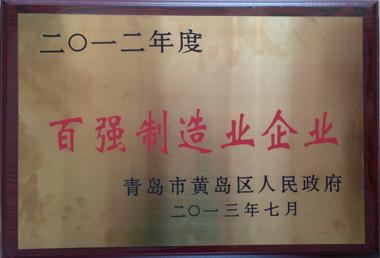 二〇一二年度
百强制造业企业
青岛市黄岛区人民政府
二〇一三年七月